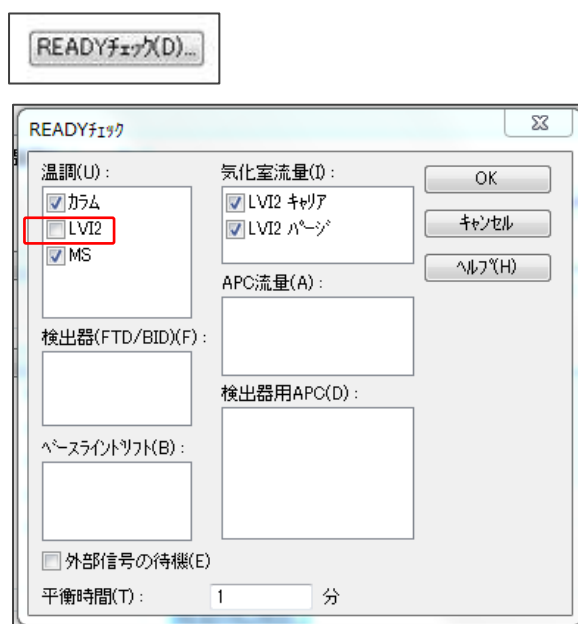 READYチェック(D)...
READYチェック
温調(U) :
カラム
LVI2
MS
検出器(FTD/BID)(F) :
ベースラインドリフト(B) :
外部信号の待機(E)
平衡時間(T) :
1
分
気化室流量(I) :
LVI2 キャリア
LVI2 パージ
APC流量(A) :
検出器用APC(D) :
OK
キャンセル
ヘルプ(H)